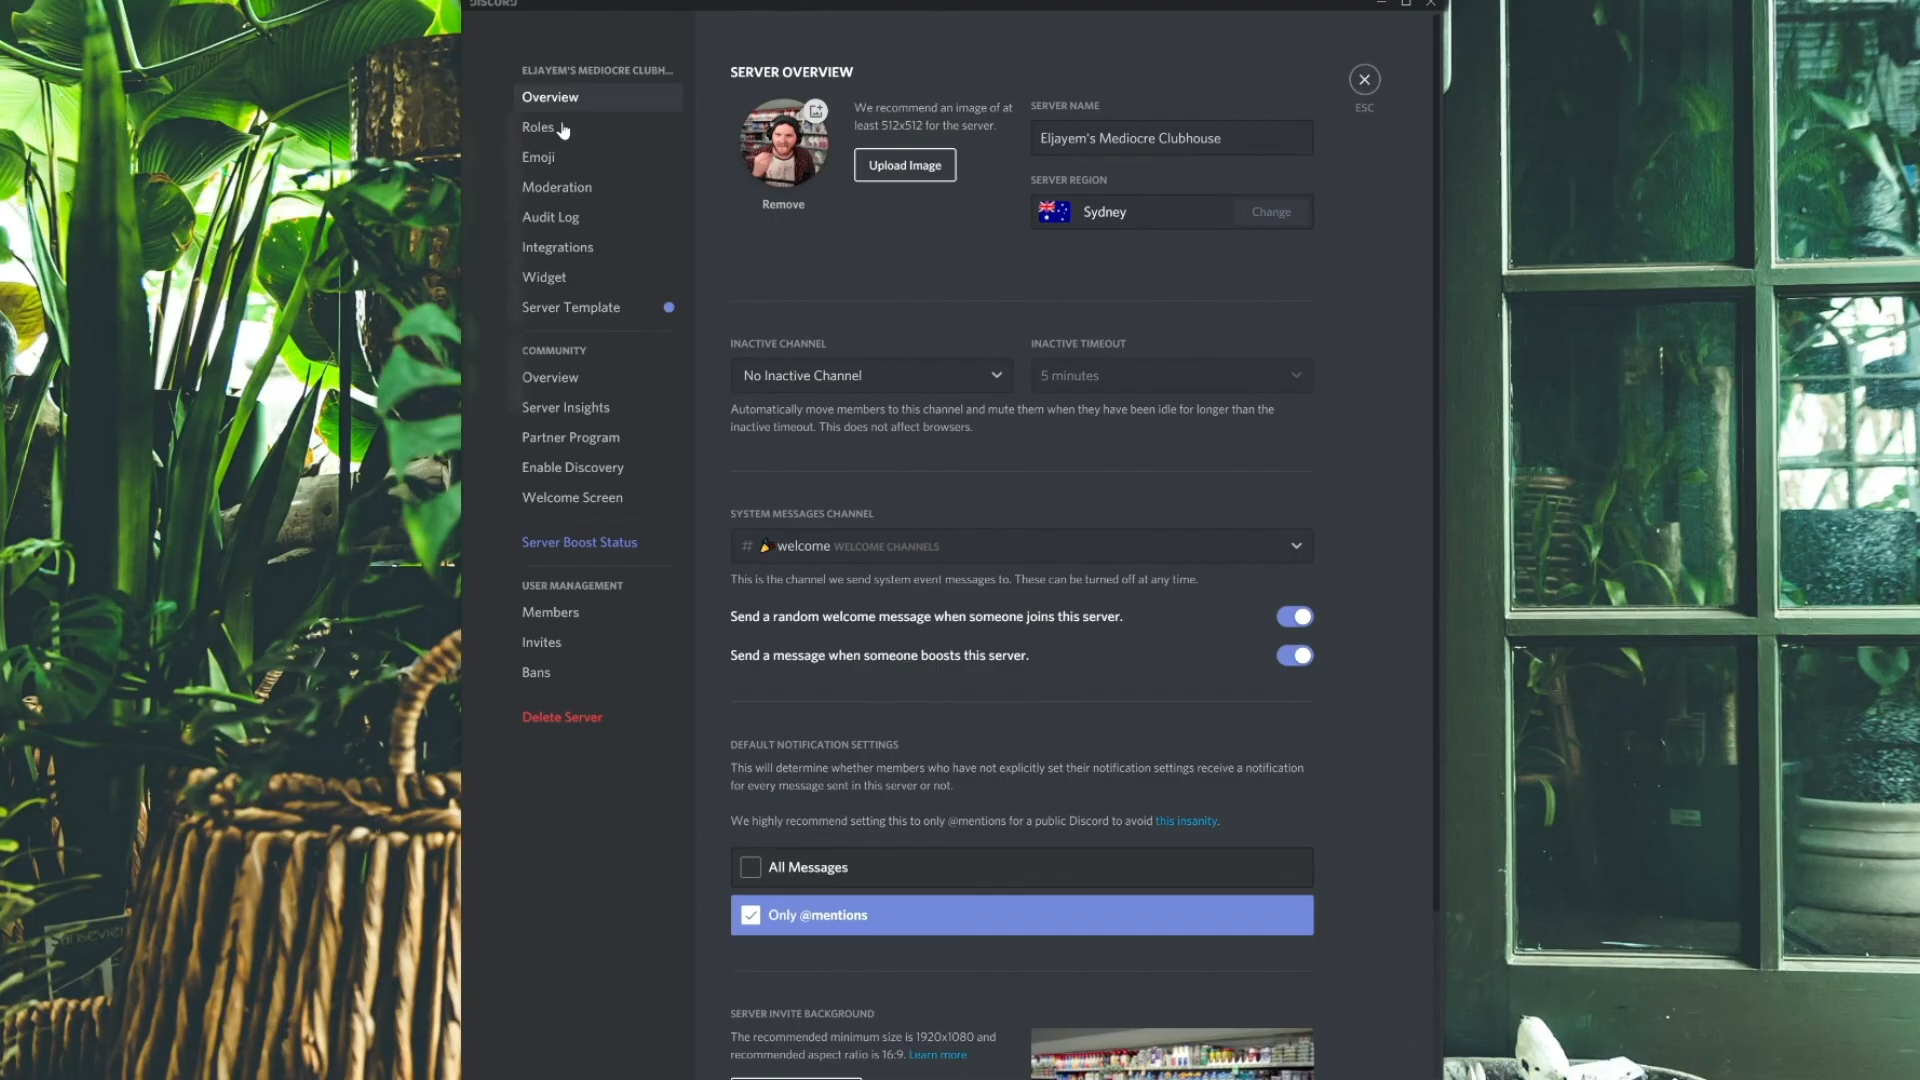 DISCORD
ELJAYEM'S MEDIOCRE CLUBH...
Overview
Roles
Emoji
Moderation
Audit Log
Integrations
Widget
Server Template
COMMUNITY
Overview
Server Insights
Partner Program
Enable Discovery
Welcome Screen
Server Boost Status
USER MANAGEMENT
Members
Invites
Bans
Delete Server
SERVER OVERVIEW
We recommend an image of at
least 512x512 for the server.
Upload Image
Remove
SERVER NAME
Eljayem's Mediocre Clubhouse
SERVER REGION
Sydney
Change
ESC
INACTIVE CHANNEL
No Inactive Channel
INACTIVE TIMEOUT
5 minutes
Automatically move members to this channel and mute them when they have been idle for longer than the
inactive timeout. This does not affect browsers.
SYSTEM MESSAGES CHANNEL
# 🎉welcome WELCOME CHANNELS
This is the channel we send system event messages to. These can be turned off at any time.
Send a random welcome message when someone joins this server.
Send a message when someone boosts this server.
DEFAULT NOTIFICATION SETTINGS
This will determine whether members who have not explicitly set their notification settings receive a notification
for every message sent in this server or not.
We highly recommend setting this to only @mentions for a public Discord to avoid this insanity.
All Messages
Only @mentions
SERVER INVITE BACKGROUND
The recommended minimum size is 1920x1080 and
recommended aspect ratio is 16:9. Learn more